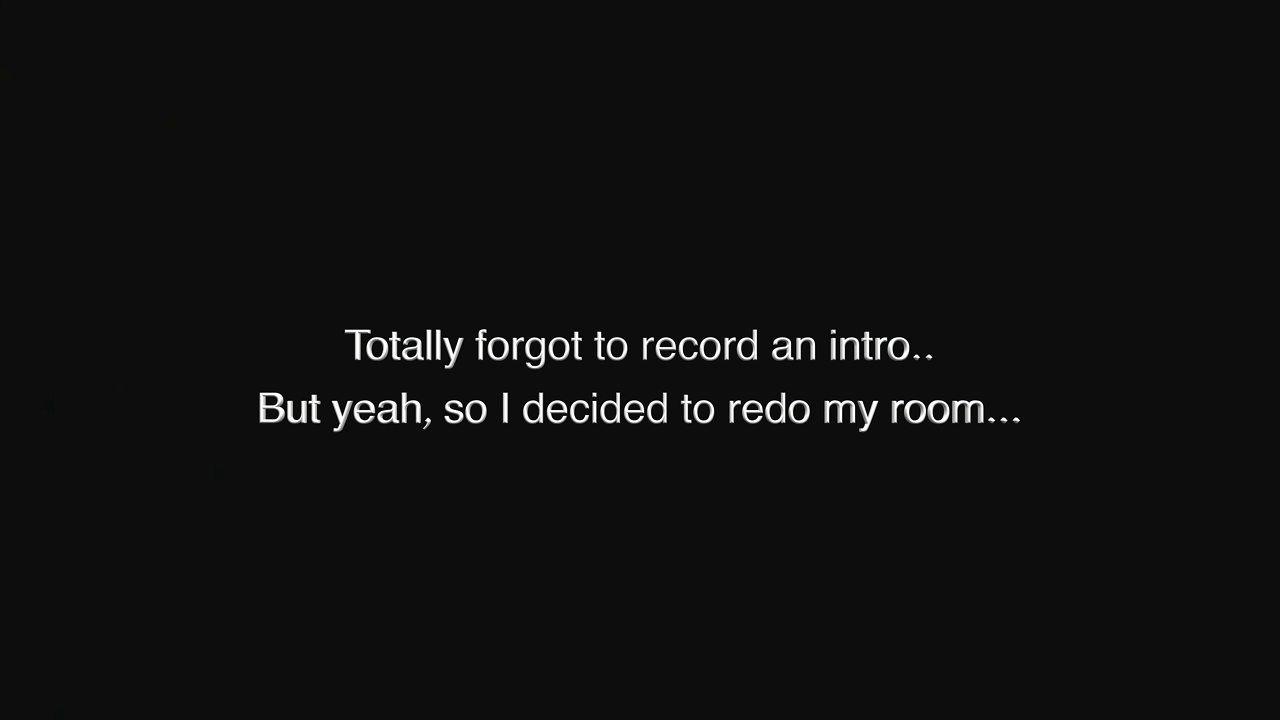 Totally forgot to record an intro..
But yeah, so I decided to redo my room...